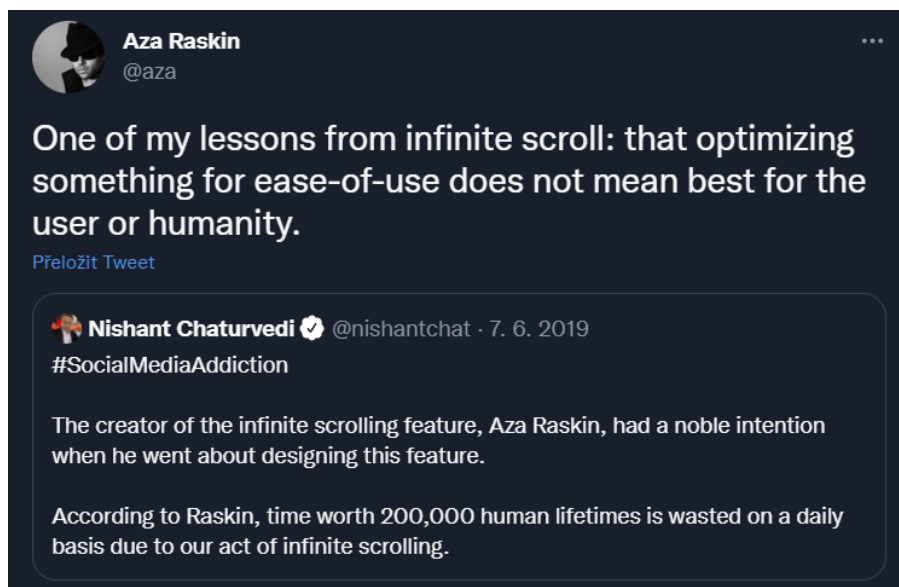 Aza Raskin
@aza
One of my lessons from infinite scroll: that optimizing
something for ease-of-use does not mean best for the
user or humanity.
Přeložit Tweet
Nishant Chaturvedi @nishantchat · 7. 6. 2019
#SocialMediaAddiction
The creator of the infinite scrolling feature, Aza Raskin, had a noble intention
when he went about designing this feature.
According to Raskin, time worth 200,000 human lifetimes is wasted on a daily
basis due to our act of infinite scrolling.